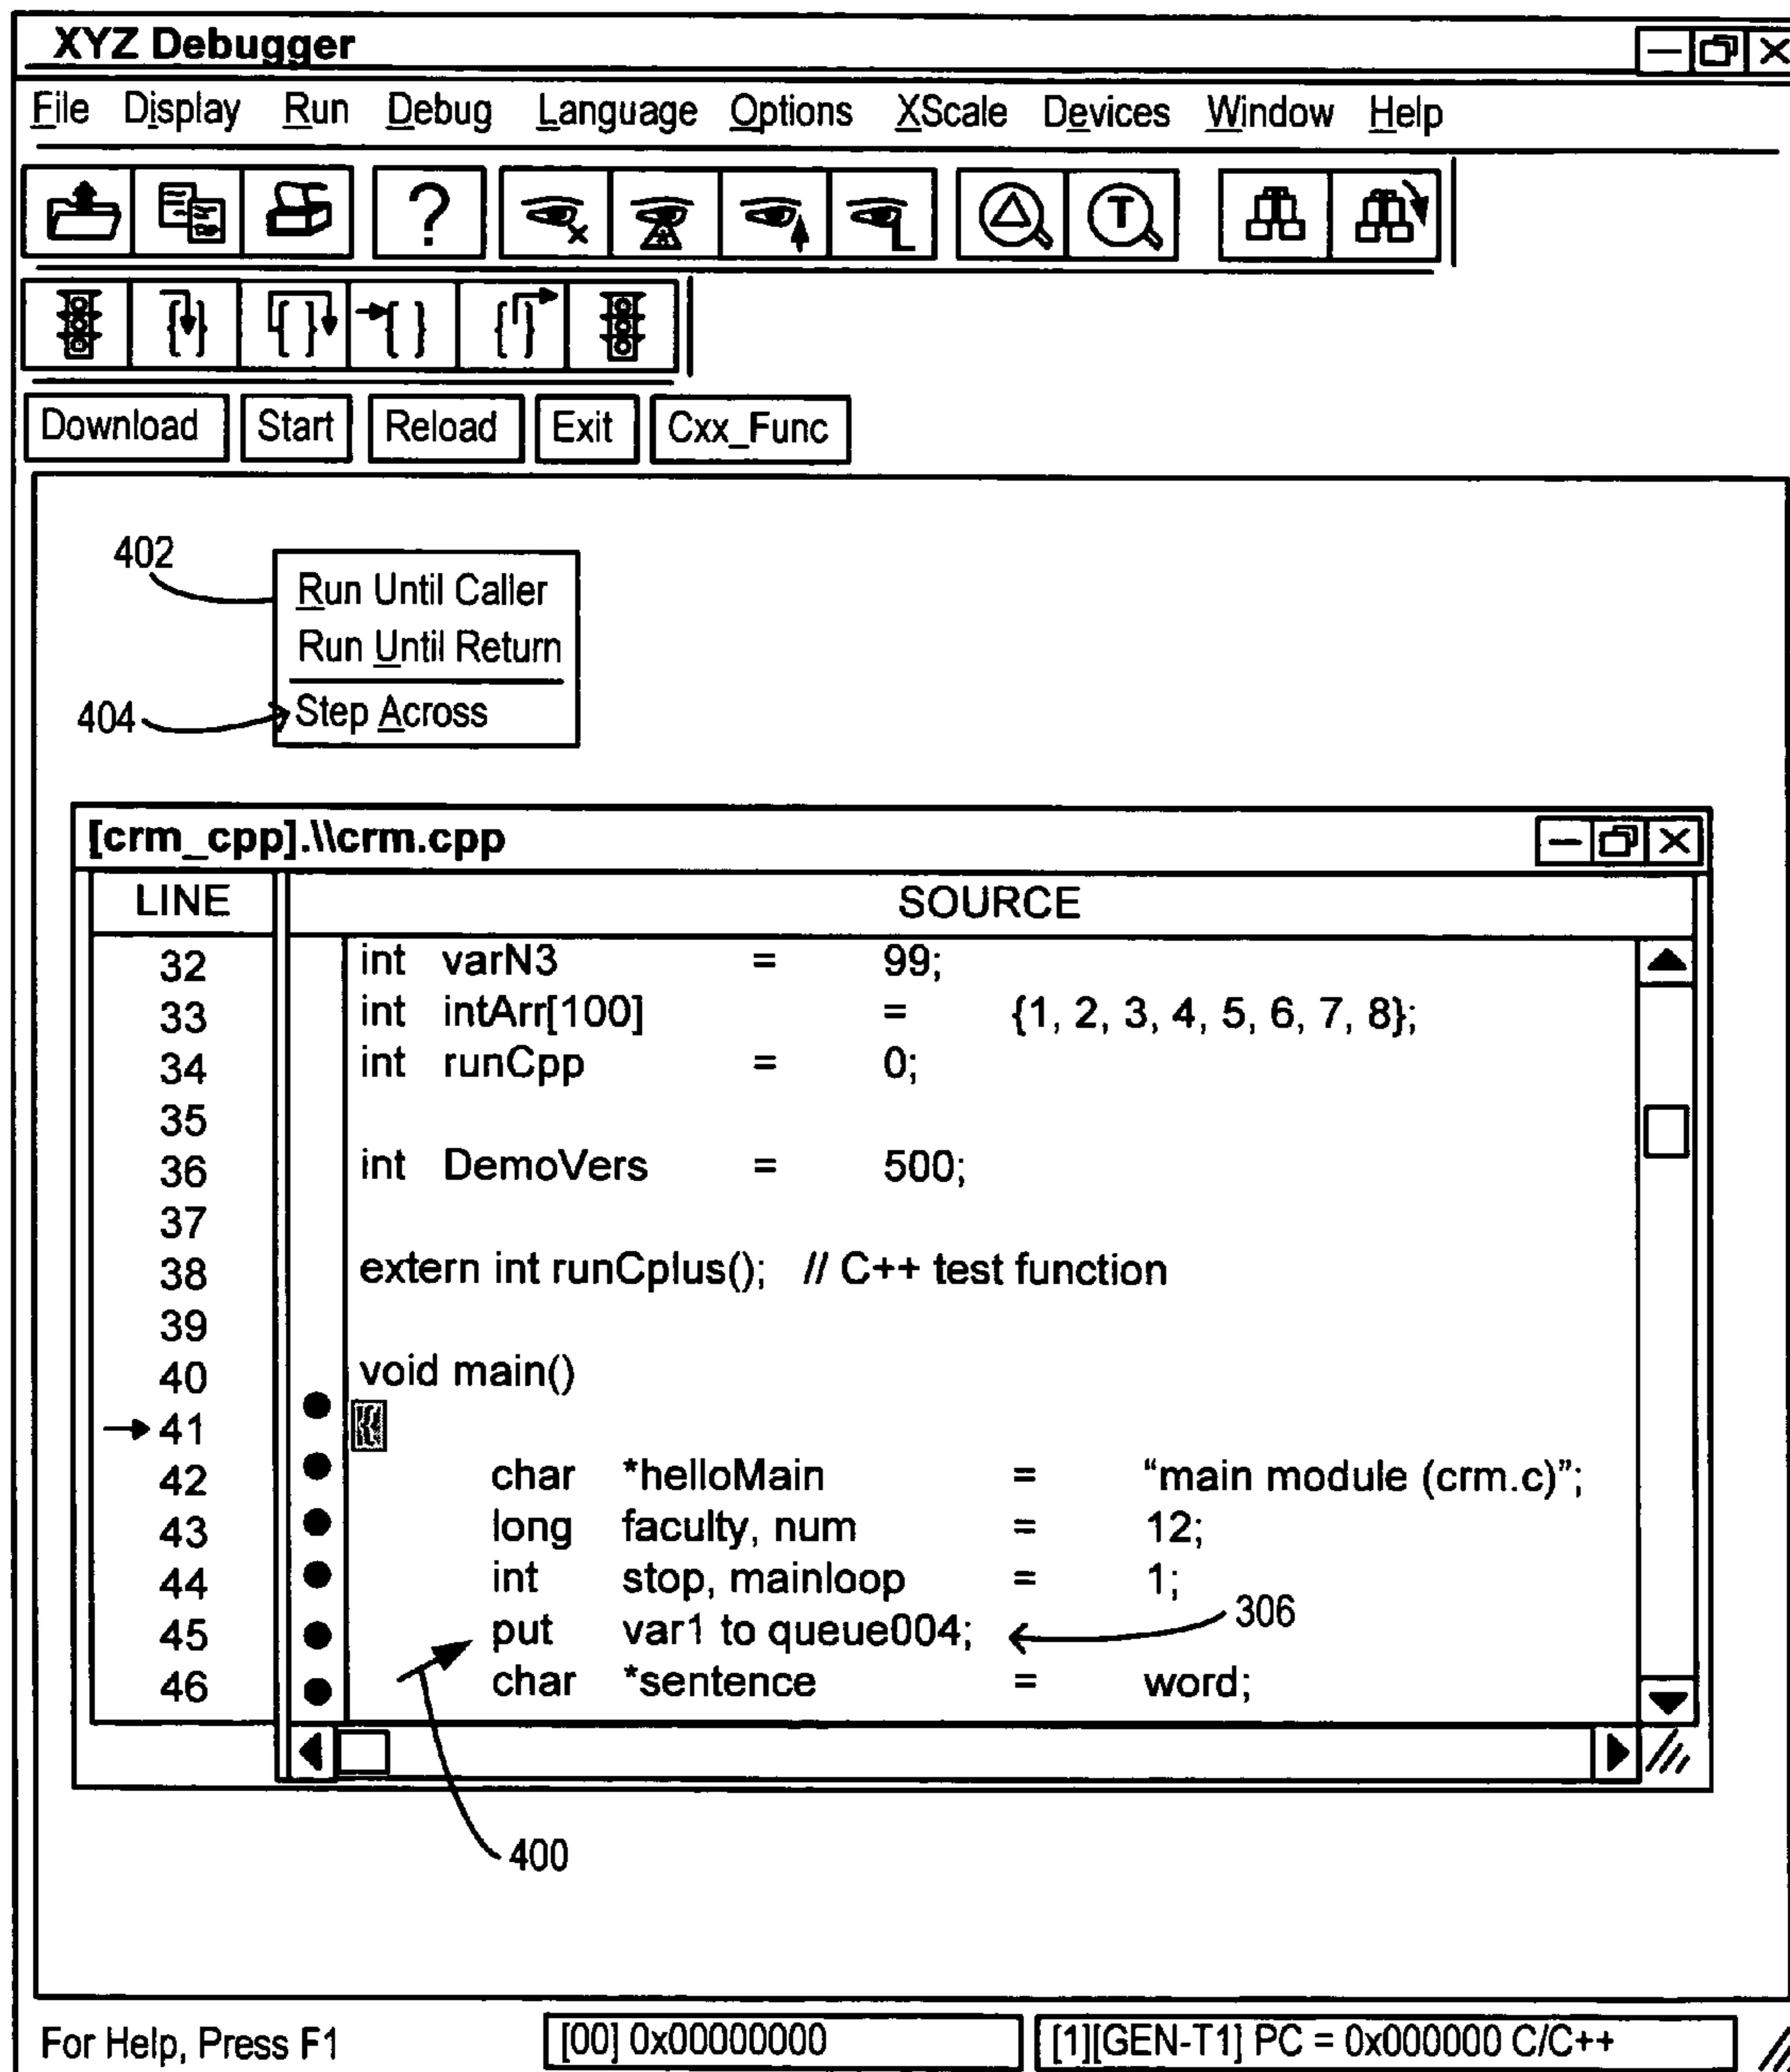 XYZ Debugger
File Display Run Debug Language Options XScale Devices Window Help
? T
Download Start Reload Exit Cxx_Func
402
Run Until Caller
Run Until Return
404 Step Across
[crm_cpp].\\crm.cpp
LINE SOURCE
32 int varN3 = 99;
33 int intArr[100] = {1, 2, 3, 4, 5, 6, 7, 8};
34 int runCpp = 0;
35
36 int DemoVers = 500;
37
38 extern int runCplus(); // C++ test function
39
40 void main()
41 {
42 char *helloMain = “main module (crm.c)”;
43 long faculty, num = 12;
44 int stop, mainloop = 1;
45 put var1 to queue004; 306
46 char *sentence = word;
400
For Help, Press F1 [00] 0x00000000 [1][GEN-T1] PC = 0x000000 C/C++